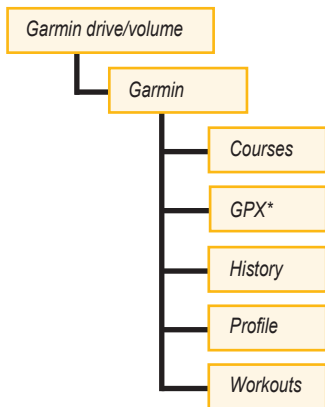 Garmin drive/volume
Garmin
Courses
GPX*
History
Profile
Workouts